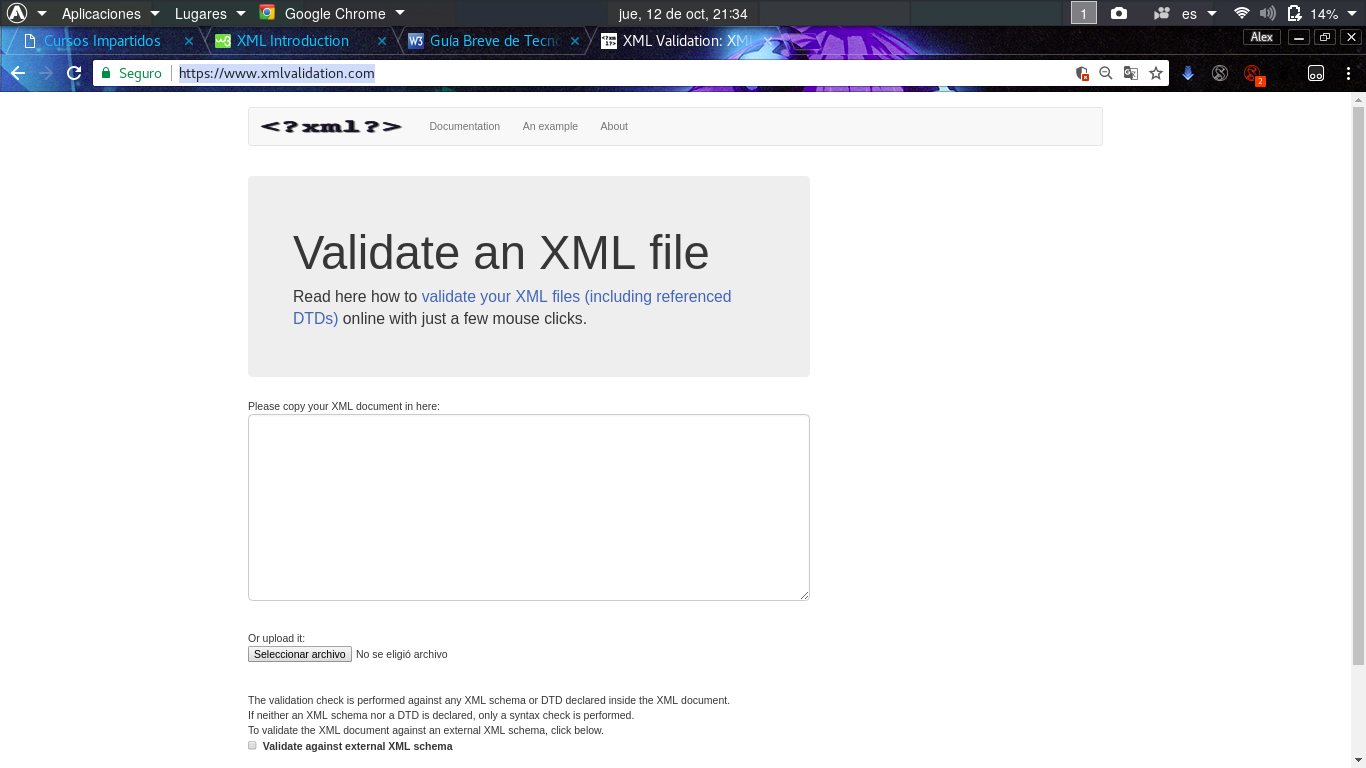 Aplicaciones Lugares Google Chrome jue, 12 de oct, 21:34 1 es 14%
Cursos Impartidos XML Introduction Guía Breve de Tecno XML Validation: XML Alex
Seguro https://www.xmlvalidation.com 2
<?xml?> Documentation An example About
Validate an XML file
Read here how to validate your XML files (including referenced
DTDs) online with just a few mouse clicks.
Please copy your XML document in here:
Or upload it:
Seleccionar archivo No se eligió archivo
The validation check is performed against any XML schema or DTD declared inside the XML document.
If neither an XML schema nor a DTD is declared, only a syntax check is performed.
To validate the XML document against an external XML schema, click below.
Validate against external XML schema